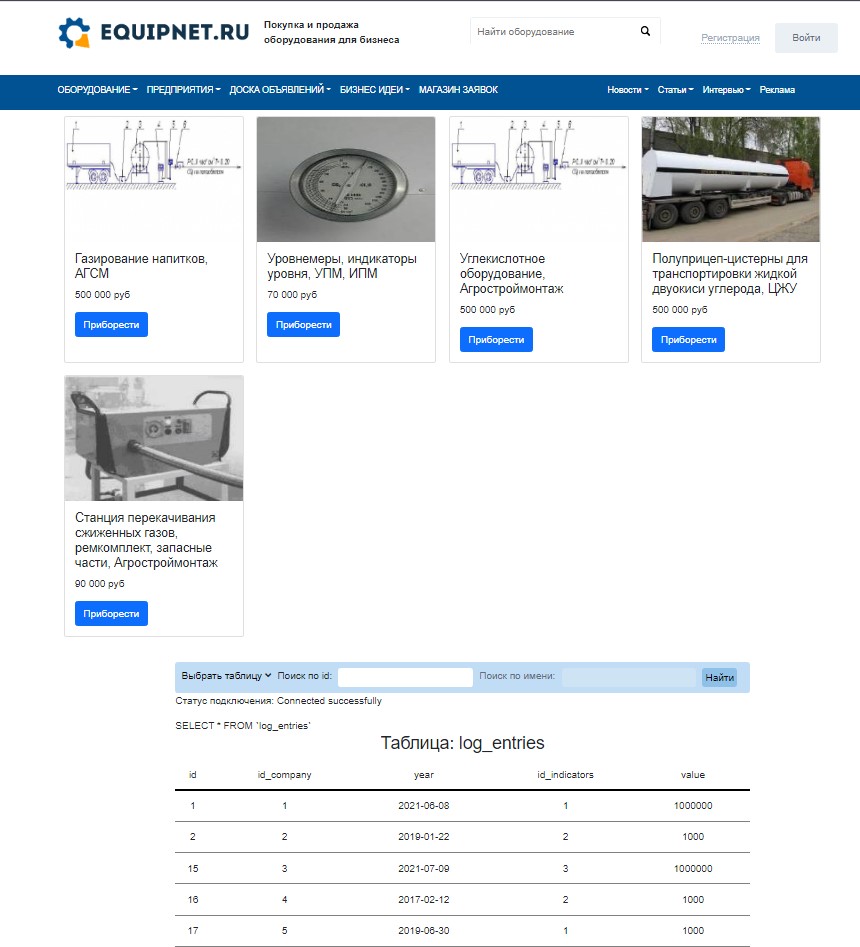 EQUIPNET.RU
Покупка и продажа
оборудования для бизнеса
Найти оборудование
Регистрация
Войти
ОБОРУДОВАНИЕ ПРЕДПРИЯТИЯ ДОСКА ОБЪЯВЛЕНИЙ БИЗНЕС ИДЕИ МАГАЗИН ЗАЯВОК Новости Статьи Интервью Реклама
Газирование напитков,
АГСМ
500 000 руб
Приборести
Уровнемеры, индикаторы
уровня, УПМ, ИПМ
70 000 руб
Приборести
Углекислотное
оборудование,
Агростроймонтаж
500 000 руб
Приборести
Полуприцеп-цистерны для
транспортировки жидкой
двуокиси углерода, ЦЖУ
500 000 руб
Приборести
Станция перекачивания
сжиженных газов,
ремкомплект, запасные
части, Агростроймонтаж
90 000 руб
Приборести
Выбрать таблицу Поиск по id: Поиск по имени: Найти
Статус подключения: Connected successfully
SELECT * FROM `log_entries`
Таблица: log_entries
id id_company year id_indicators value
1 1 2021-06-08 1 1000000
2 2 2019-01-22 2 1000
15 3 2021-07-09 3 1000000
16 4 2017-02-12 2 1000
17 5 2019-06-30 1 1000